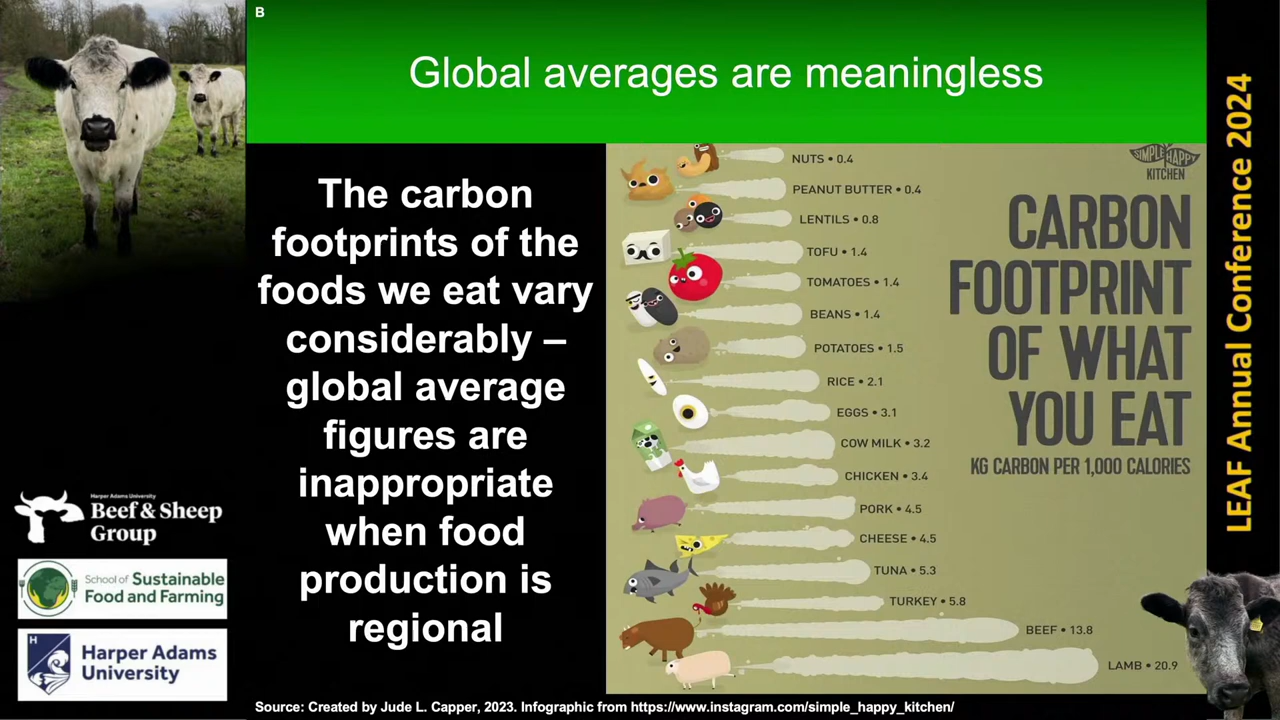 B
Global averages are meaningless
The carbon
footprints of the
foods we eat vary
considerably –
global average
figures are
inappropriate
when food
production is
regional
NUTS • 0.4
PEANUT BUTTER • 0.4
LENTILS • 0.8
TOFU • 1.4
TOMATOES • 1.4
BEANS • 1.4
POTATOES • 1.5
RICE • 2.1
EGGS • 3.1
COW MILK • 3.2
CHICKEN • 3.4
PORK • 4.5
CHEESE • 4.5
TUNA • 5.3
TURKEY • 5.8
BEEF • 13.8
LAMB • 20.9
SIMPLE HAPPY
KITCHEN
CARBON
FOOTPRINT
OF WHAT
YOU EAT
KG CARBON PER 1,000 CALORIES
LEAF Annual Conference 2024
Harper Adams University
Beef & Sheep
Group
School of Sustainable
Food and Farming
H
Harper Adams
University
Source: Created by Jude L. Capper, 2023. Infographic from https://www.instagram.com/simple_happy_kitchen/